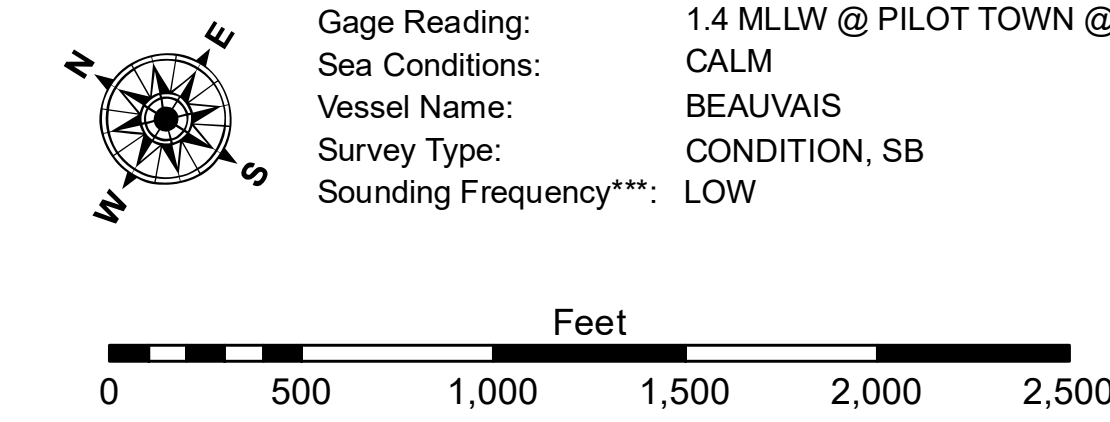 N
E
S
W
Gage Reading: 1.4 MLLW @ PILOT TOWN @
Sea Conditions: CALM
Vessel Name: BEAUVAIS
Survey Type: CONDITION, SB
Sounding Frequency***: LOW
Feet
0 500 1,000 1,500 2,000 2,500